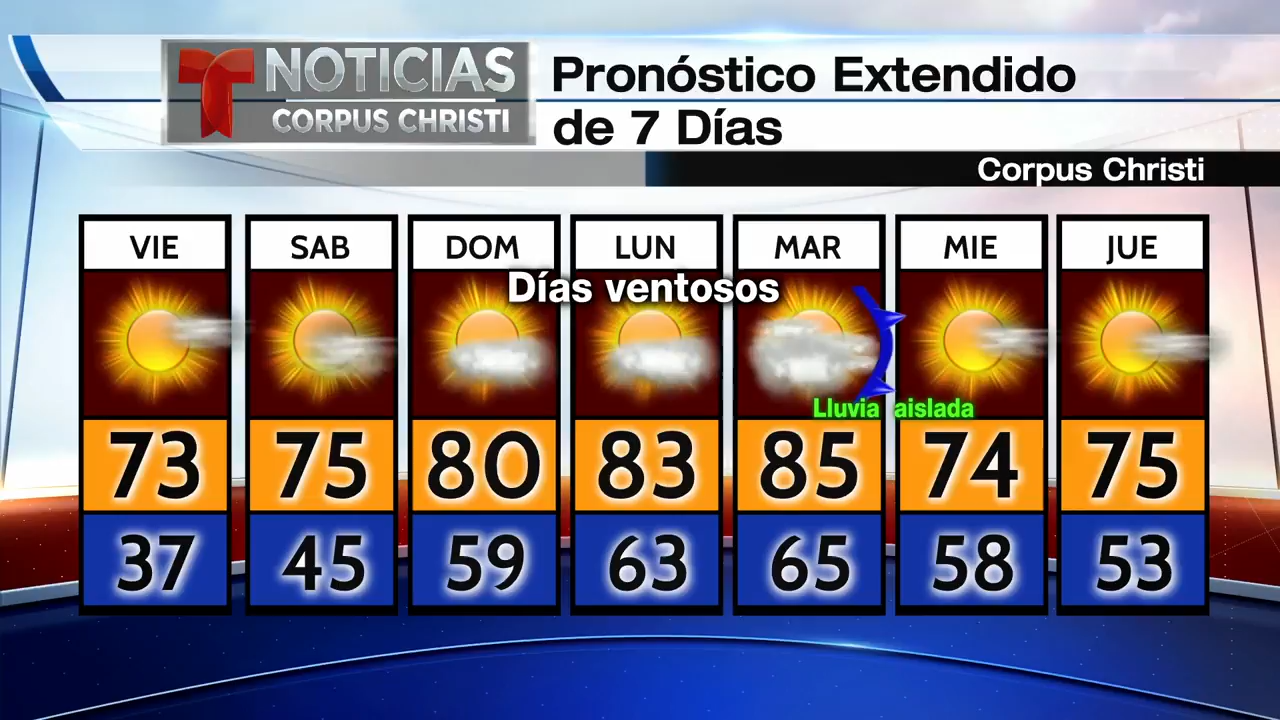 NOTICIAS
CORPUS CHRISTI
Pronóstico Extendido
de 7 Días
Corpus Christi
VIE SAB DOM LUN MAR MIE JUE
Días ventosos
Lluvia aislada
73 75 80 83 85 74 75
37 45 59 63 65 58 53